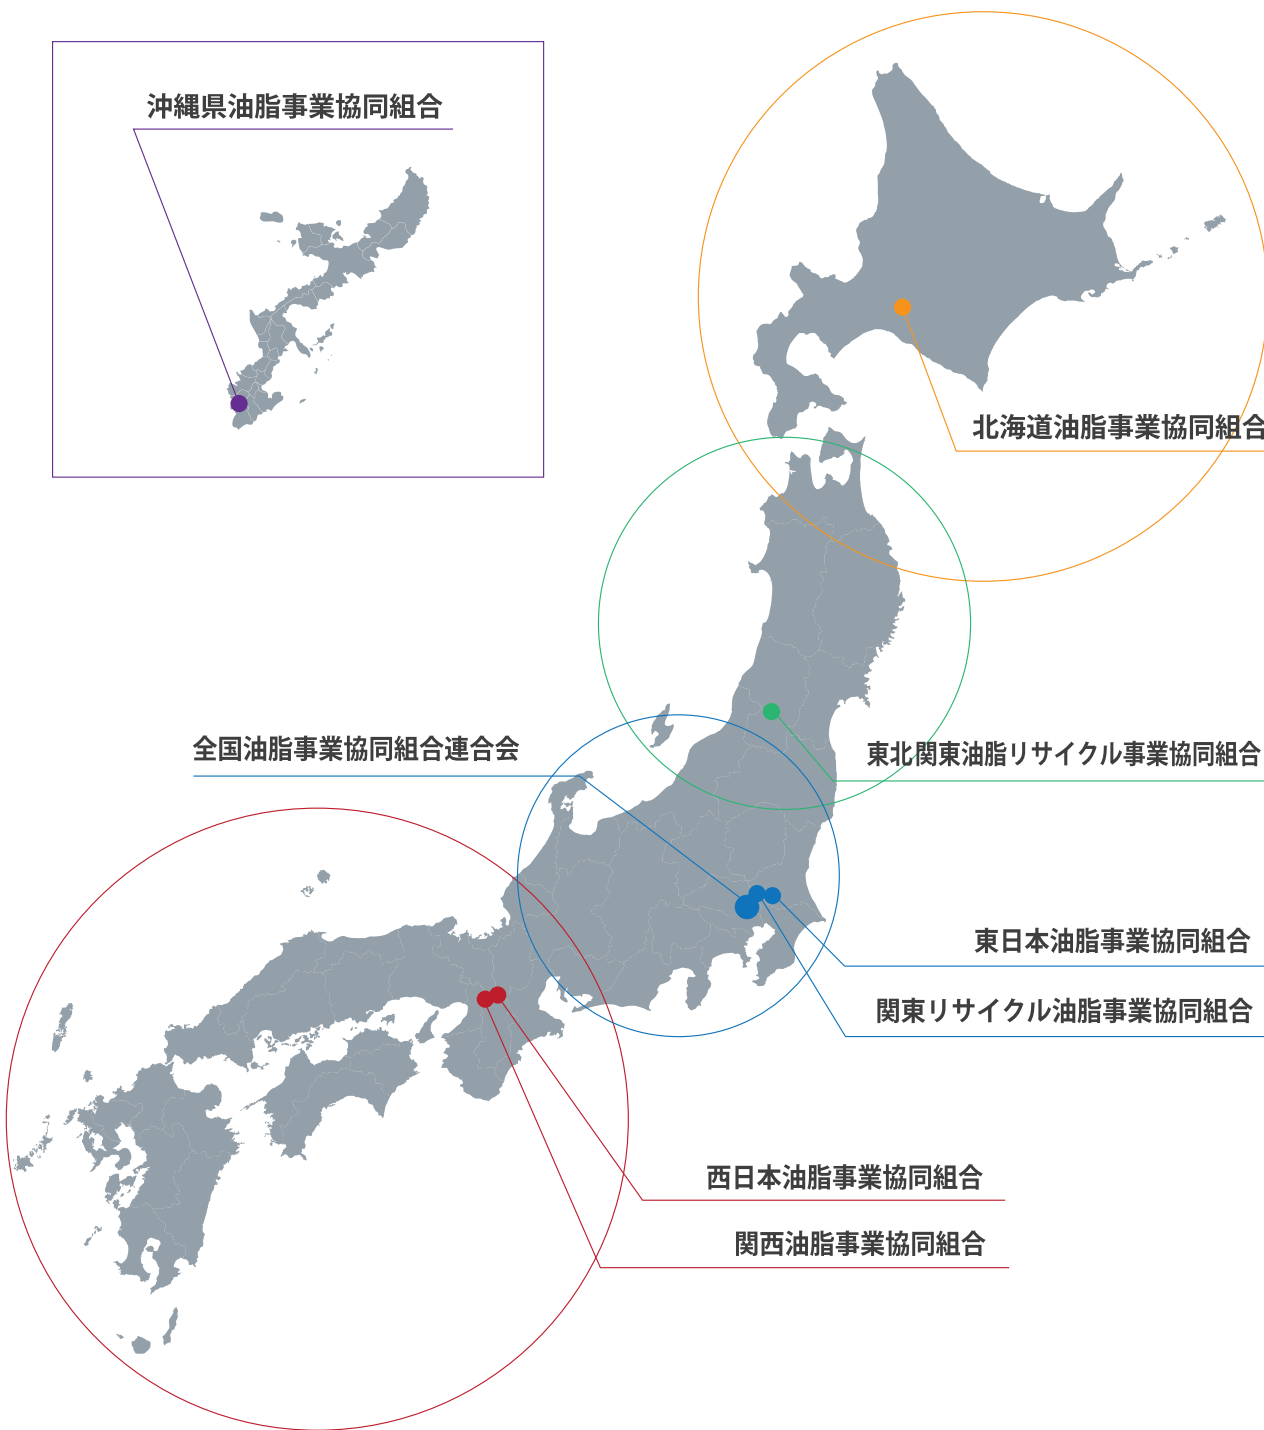 沖縄県油脂事業協同組合
北海道油脂事業協同組合
全国油脂事業協同組合連合会
東北関東油脂リサイクル事業協同組合
東日本油脂事業協同組合
関東リサイクル油脂事業協同組合
西日本油脂事業協同組合
関西油脂事業協同組合